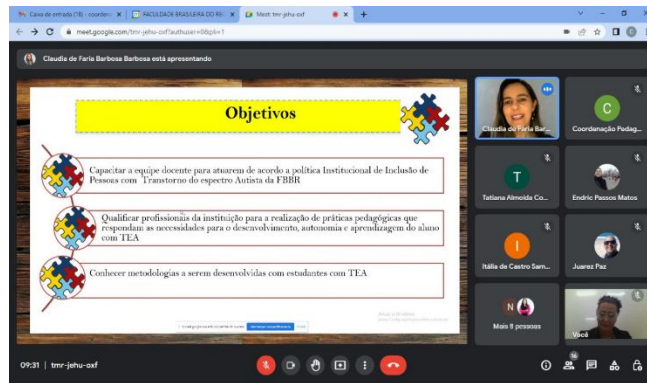 Caixa de entrada (18) - coorden
FACULDADE BRASILEIRA DO RE
Meet: tmr-jehu-oxf
meet.google.com/tmr-jehu-oxf?authuser=0&pli=1
Claudia de Faria Barbosa Barbosa está apresentando
Objetivos
Capacitar a equipe docente para atuarem de acordo a política Institucional de Inclusão de
Pessoas com Transtorno do espectro Autista da FBBR
Qualificar profissionais da instituição para a realização de práticas pedagógicas que
respondam as necessidades para o desenvolvimento, autonomia e aprendizagem do aluno
com TEA
Conhecer metodologias a serem desenvolvidas com estudantes com TEA
Claudia de Faria Bar...
C
Coordenação Pedag...
T
Tatiana Almeida Co...
Endric Passos Matos
I
Itália de Castro Sam...
Juarez Paz
N
Mais 8 pessoas
Você
09:31 | tmr-jehu-oxf